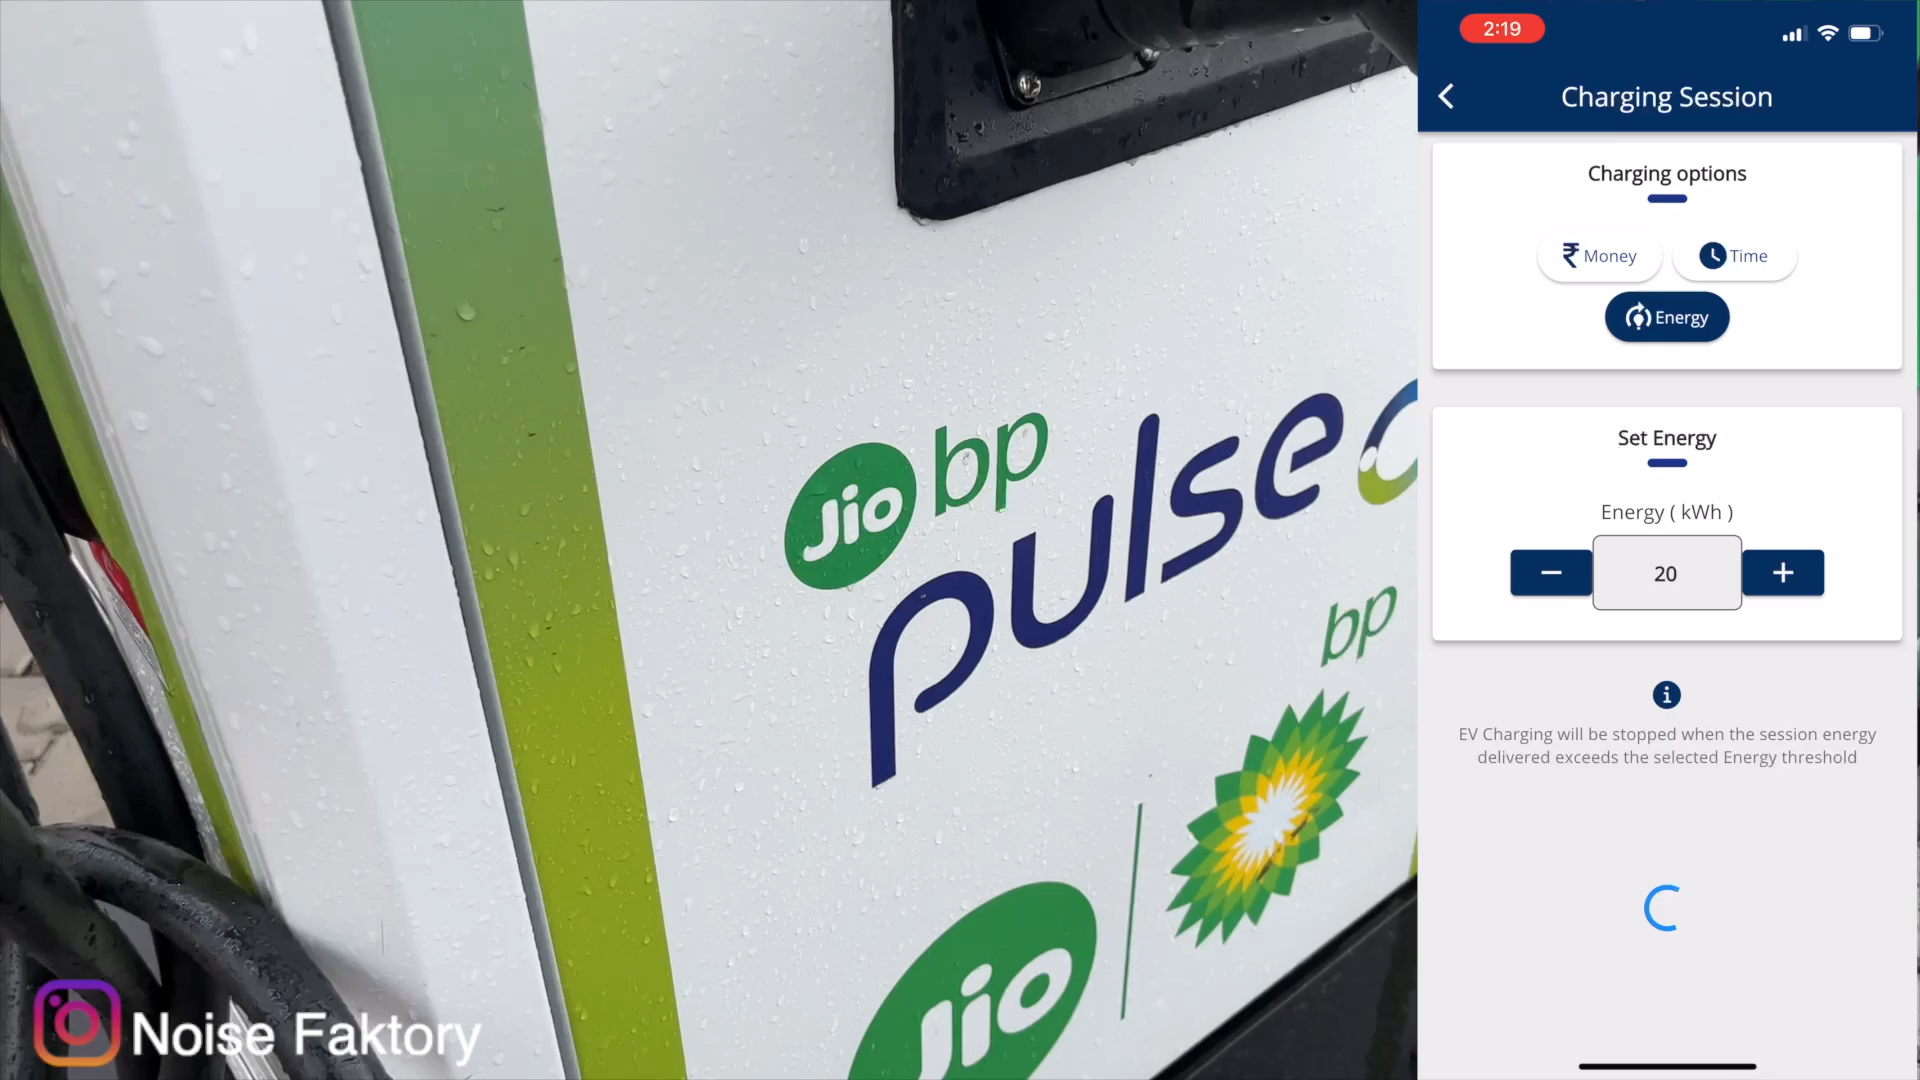 Jio bp
pulse
bp
Jio
Noise Faktory
2:19
Charging Session
Charging options
₹ Money
Time
Energy
Set Energy
Energy ( kWh )
− 20 +
i
EV Charging will be stopped when the session energy
delivered exceeds the selected Energy threshold